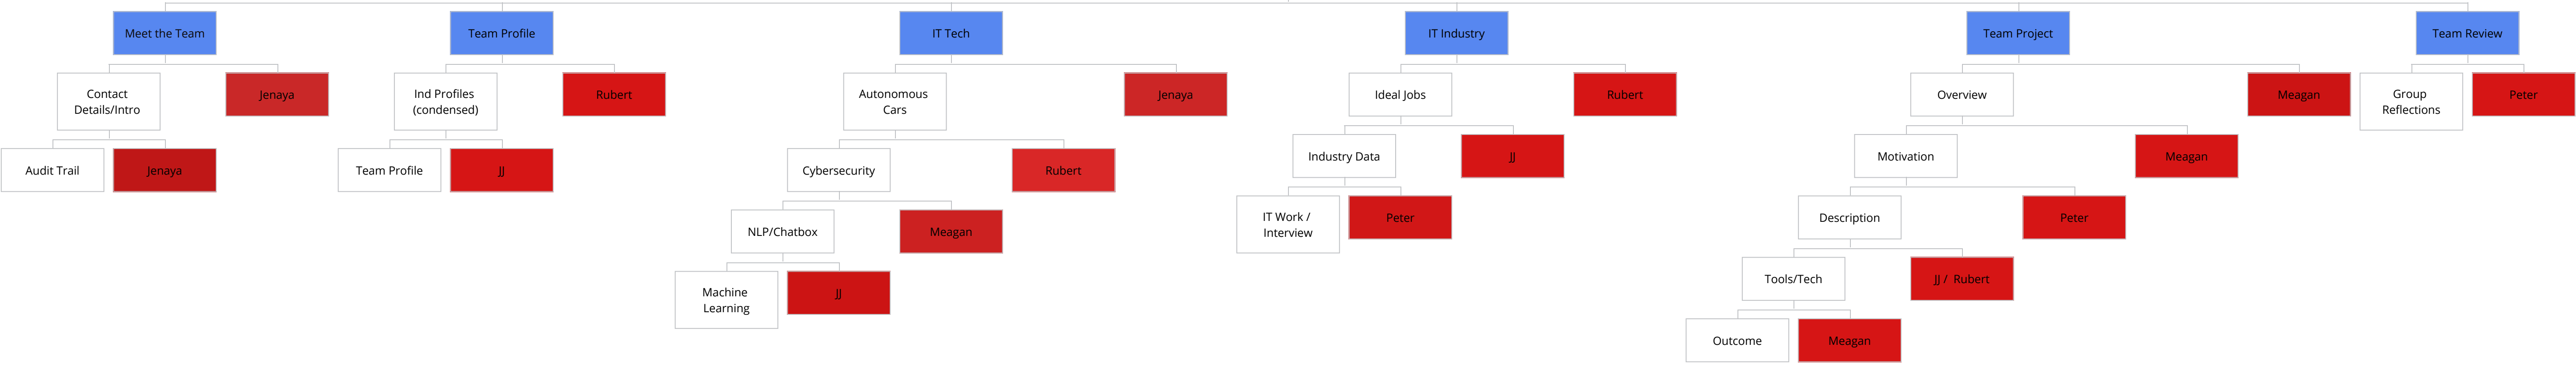 Meet the Team
Team Profile
IT Tech
IT Industry
Team Project
Team Review
Contact
Details/Intro
Jenaya
Ind Profiles
(condensed)
Rubert
Autonomous
Cars
Jenaya
Ideal Jobs
Rubert
Overview
Meagan
Group
Reflections
Peter
Audit Trail
Jenaya
Team Profile
JJ
Cybersecurity
Rubert
Industry Data
JJ
Motivation
Meagan
NLP/Chatbox
Meagan
IT Work /
Interview
Peter
Description
Peter
Machine
Learning
JJ
Tools/Tech
JJ / Rubert
Outcome
Meagan